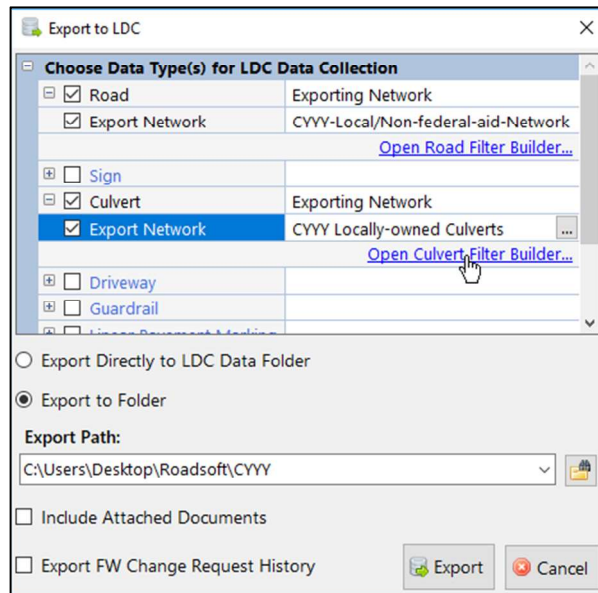 Export to LDC
Choose Data Type(s) for LDC Data Collection
Road Exporting Network
Export Network CYYY-Local/Non-federal-aid-Network
Open Road Filter Builder...
Sign
Culvert Exporting Network
Export Network CYYY Locally-owned Culverts ...
Open Culvert Filter Builder...
Driveway
Guardrail
Linear Pavement Marking
Export Directly to LDC Data Folder
Export to Folder
Export Path:
C:\Users\Desktop\Roadsoft\CYYY
Include Attached Documents
Export FW Change Request History Export Cancel